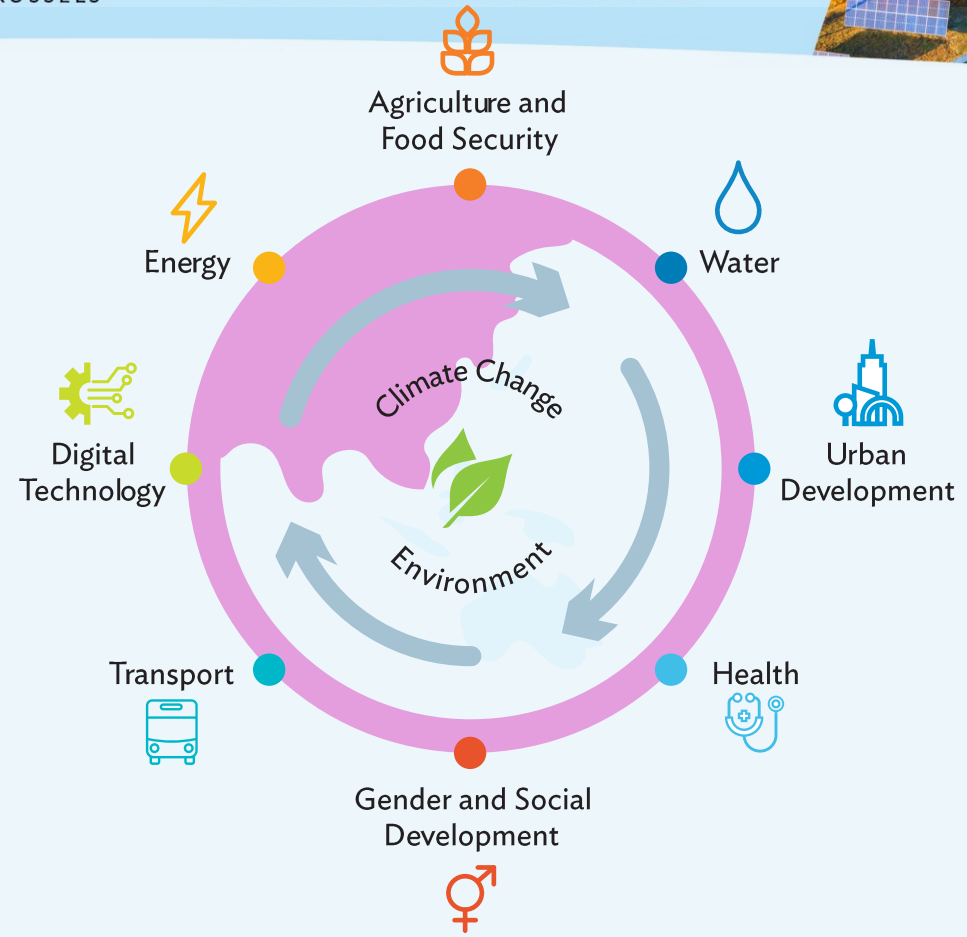 Agriculture and
Food Security
Energy
Water
Climate Change
Digital
Technology
Urban
Development
Environment
Transport
Health
Gender and Social
Development